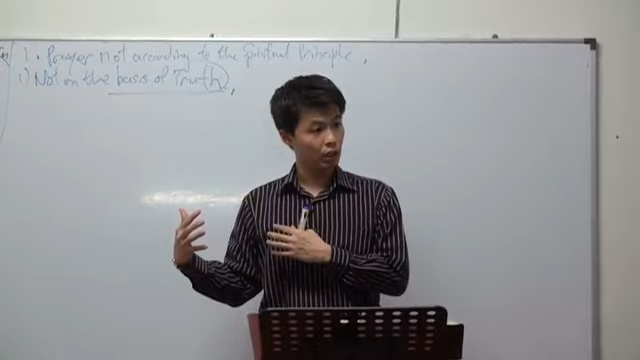 1. Prayer not according to the spiritual Principle,
1) Not on the basis of Truth,